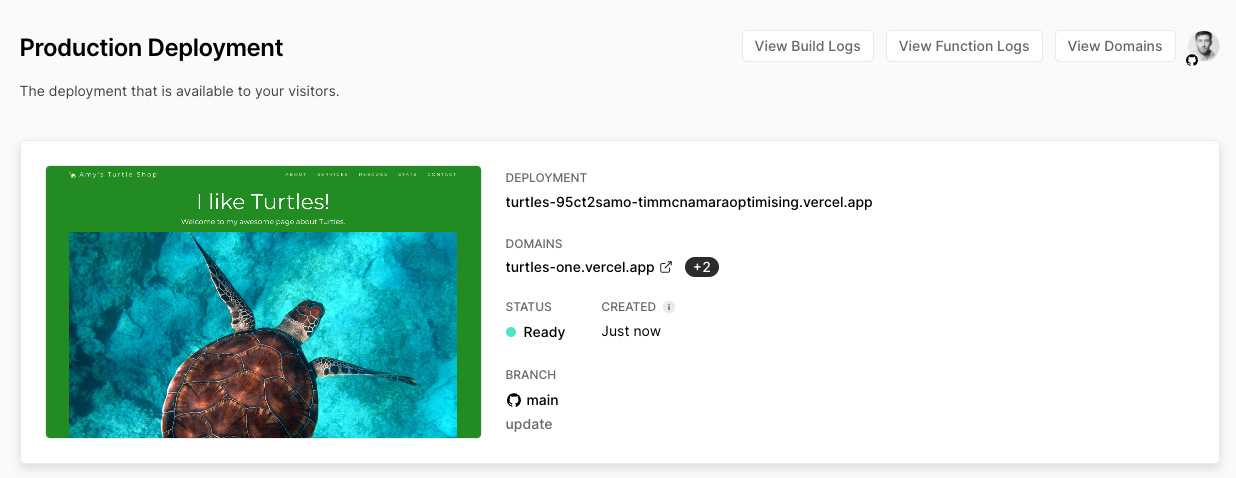 Production Deployment
View Build Logs
View Function Logs
View Domains
The deployment that is available to your visitors.
Amy's Turtle Shop
ABOUT SERVICES RESCUES STATS CONTACT
I like Turtles!
Welcome to my awesome page about Turtles.
DEPLOYMENT
turtles-95ct2samo-timmcnamaraoptimising.vercel.app
DOMAINS
turtles-one.vercel.app +2
STATUS
Ready
CREATED i
Just now
BRANCH
main
update